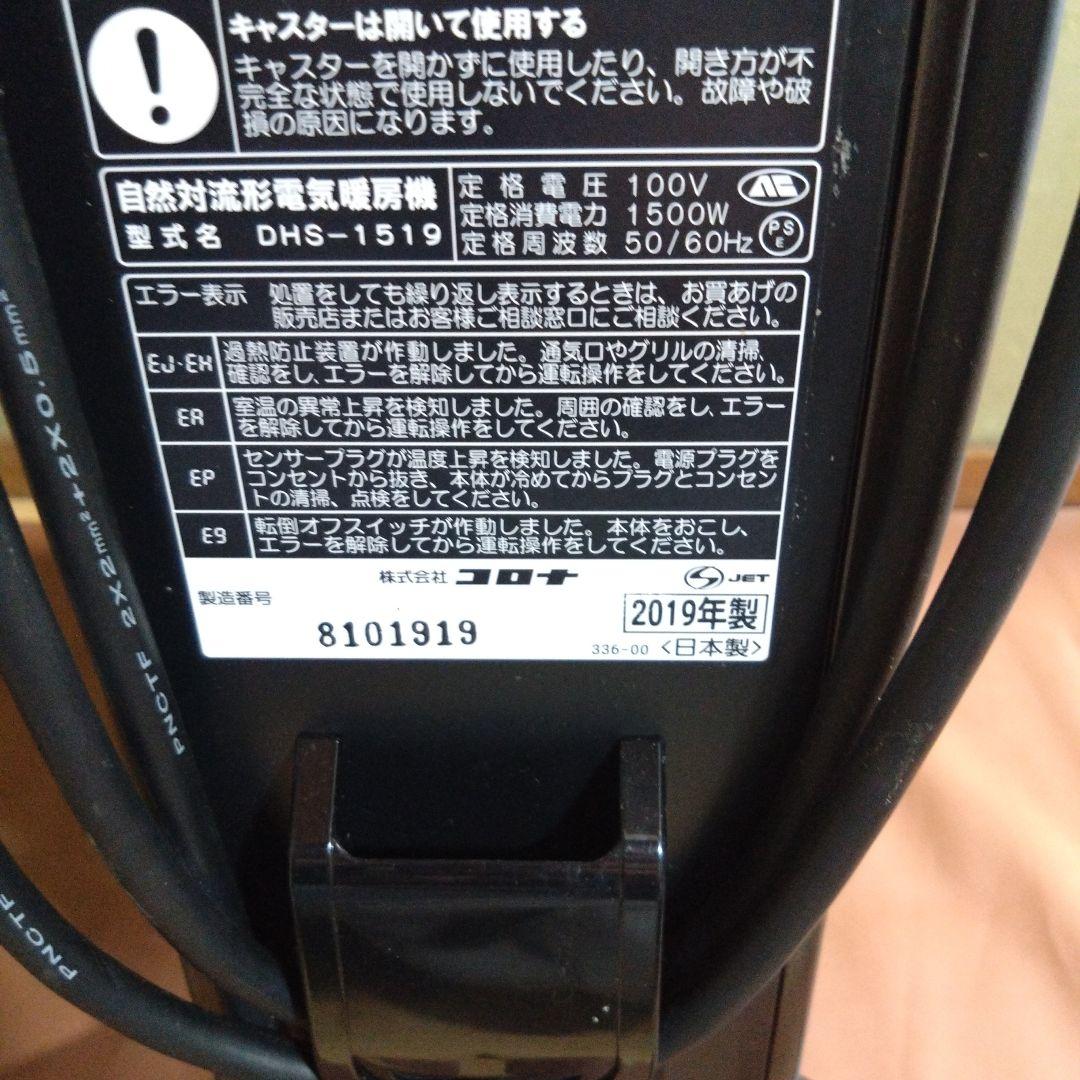 キャスターは開いて使用する
キャスターを開かずに使用したり、開き方が不
完全な状態で使用しないでください。故障や破
損の原因になります。
自然対流形電気暖房機
型式名 DHS-1519
定格電圧 100V
定格消費電力 1500W
定格周波数 50/60Hz
PS
E
エラー表示 処置をしても繰り返し表示するときは、お買あげの
販売店またはお客様ご相談窓口にご相談ください。
EJ・EH 過熱防止装置が作動しました。通気口やグリルの清掃、
確認をし、エラーを解除してから運転操作をしてください。
EA 室温の異常上昇を検知しました。周囲の確認をし、エラー
を解除してから運転操作をしてください。
EP センサープラグが温度上昇を検知しました。電源プラグを
コンセントから抜き、本体が冷めてからプラグとコンセン
トの清掃、点検をしてください。
E9 転倒オフスイッチが作動しました。本体をおこし、
エラーを解除してから運転操作をしてください。
株式会社 コロナ
S JET
製造番号
8101919
2019年製
336-00 <日本製>
PNCTF 2X2mm²+2X0.5mm²
PNCTF